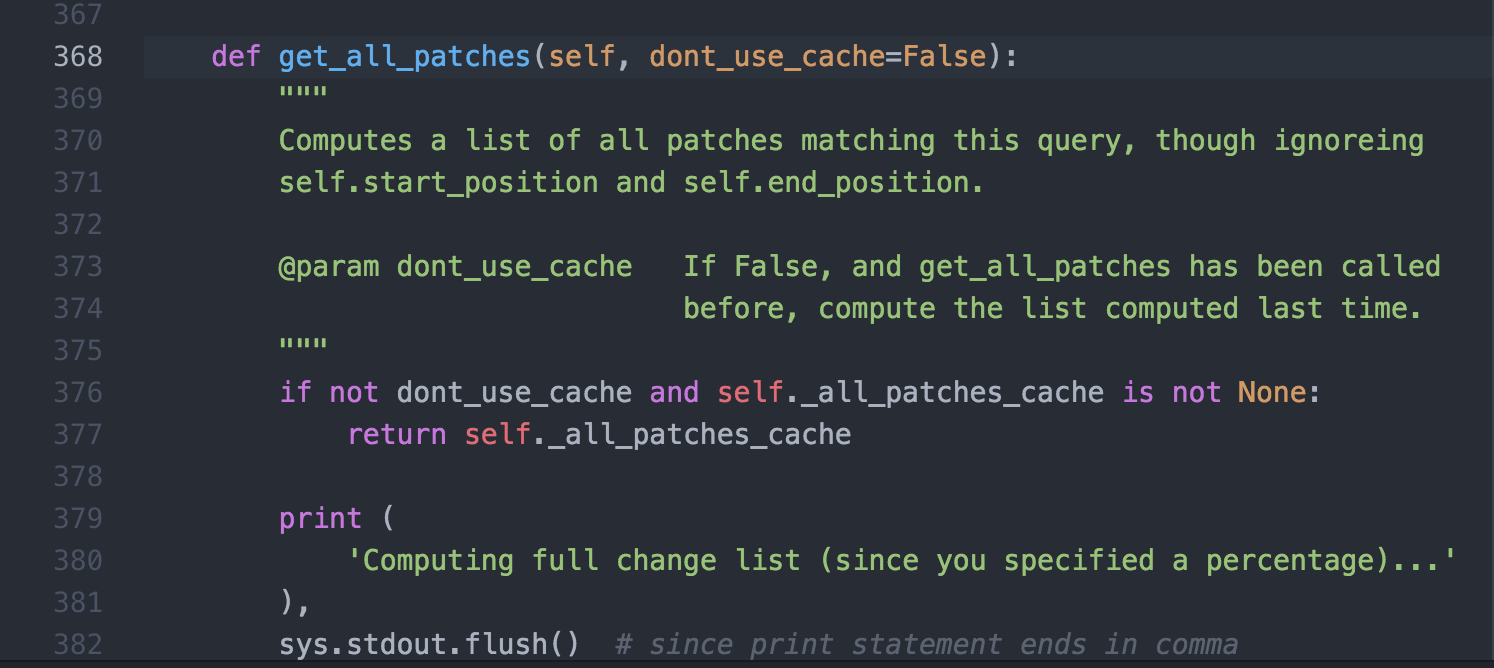 367
368 def get_all_patches(self, dont_use_cache=False):
369 """
370 Computes a list of all patches matching this query, though ignoreing
371 self.start_position and self.end_position.
372
373 @param dont_use_cache   If False, and get_all_patches has been called
374 before, compute the list computed last time.
375 """
376 if not dont_use_cache and self._all_patches_cache is not None:
377 return self._all_patches_cache
378
379 print (
380 'Computing full change list (since you specified a percentage)...'
381 ),
382 sys.stdout.flush()  # since print statement ends in comma